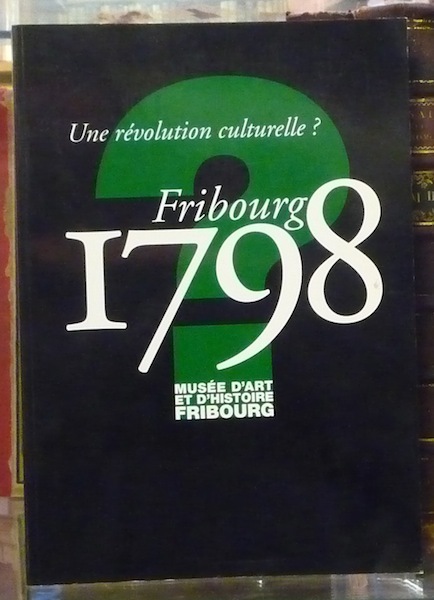 Une révolution culturelle ?
Fribourg
1798
MUSÉE D'ART
ET D'HISTOIRE
FRIBOURG